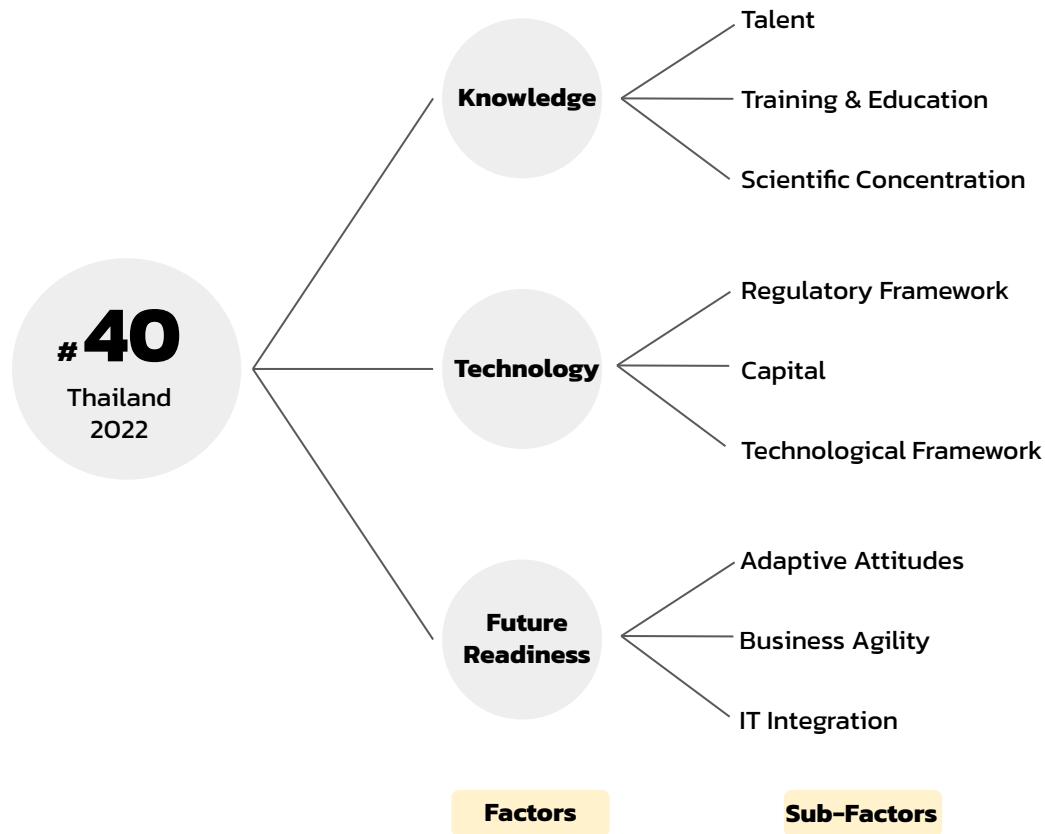 Talent
Knowledge
Training & Education
Scientific Concentration
#40
Thailand
2022
Technology
Regulatory Framework
Capital
Technological Framework
Future
Readiness
Adaptive Attitudes
Business Agility
IT Integration
Factors
Sub-Factors